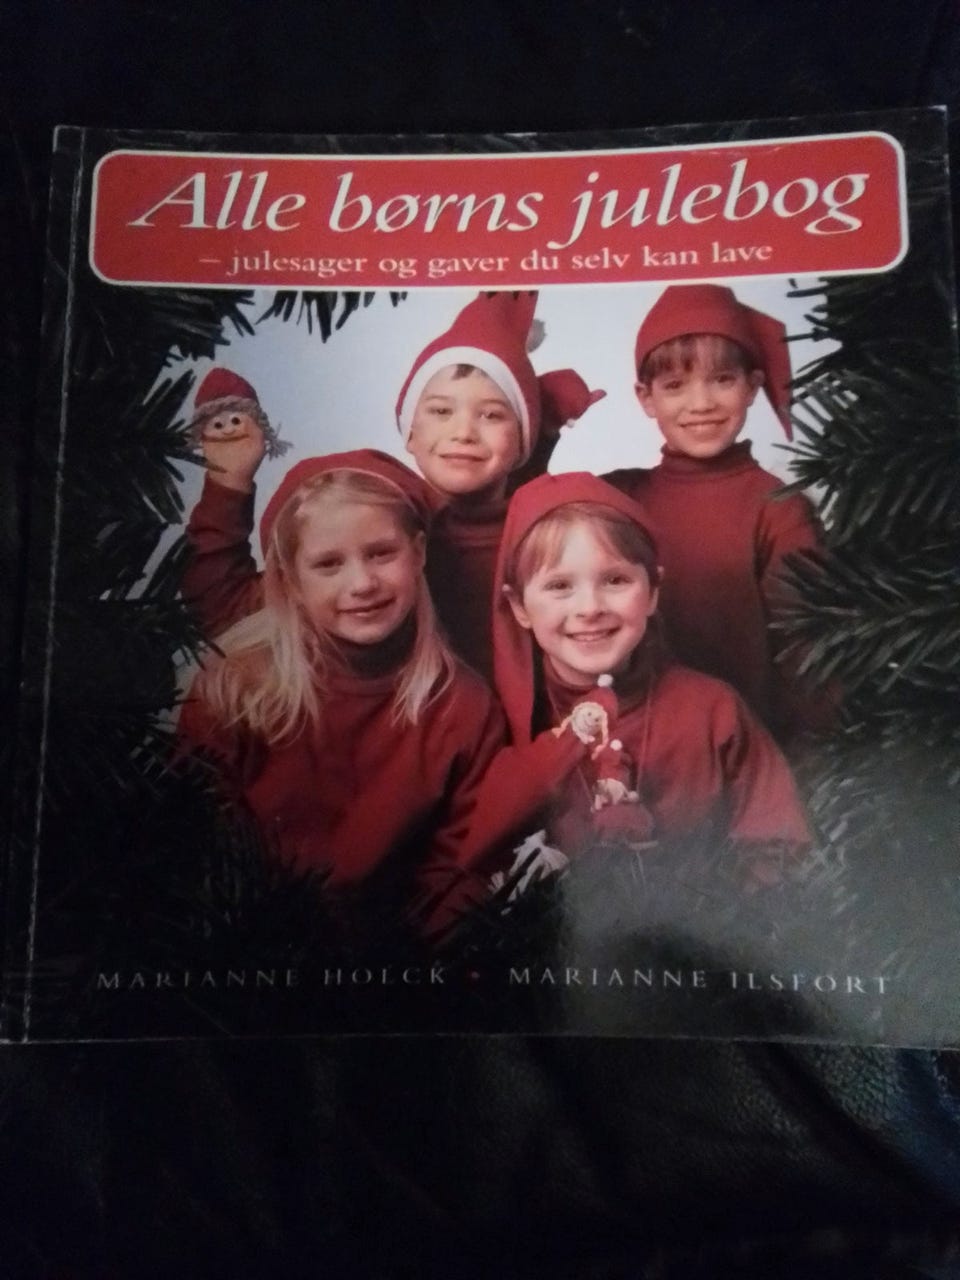 Alle børns julebog
– julesager og gaver du selv kan lave
MARIANNE HOLCK • MARIANNE ILSFORT